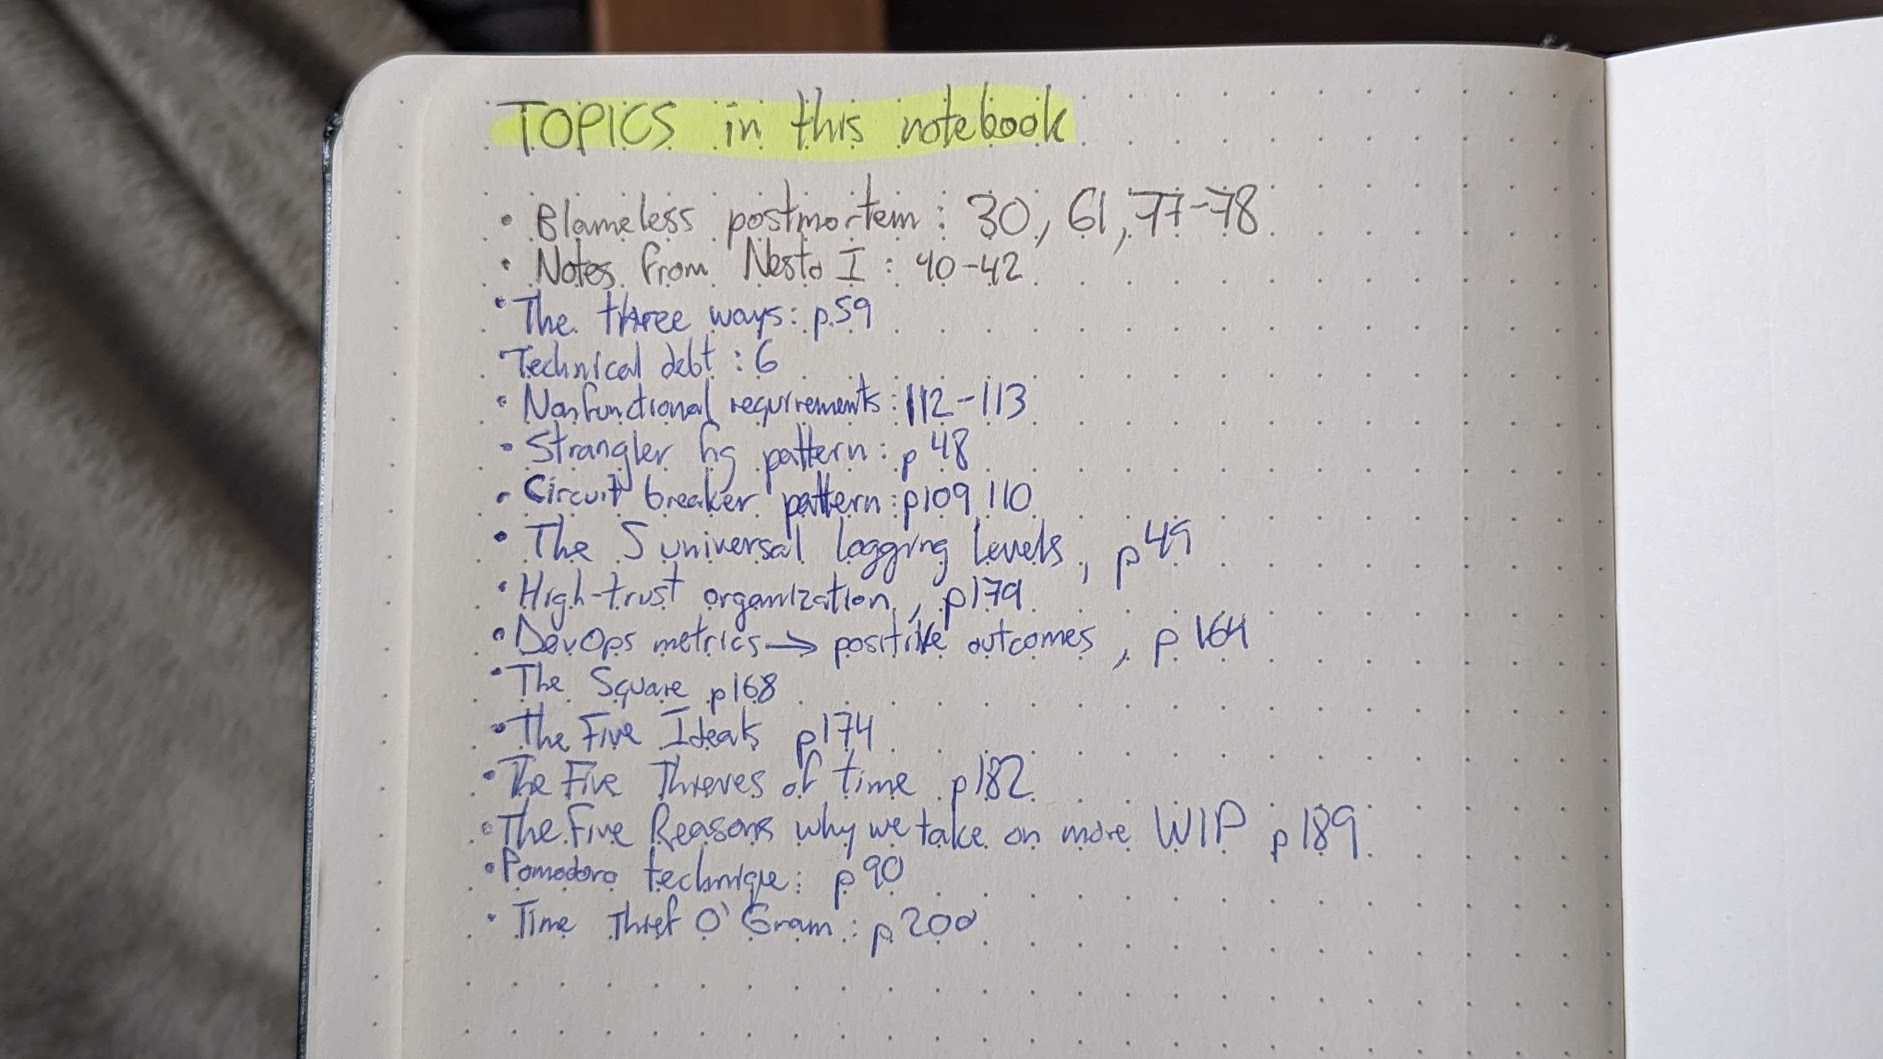 TOPICS in this notebook
• Blameless postmortem: 30, 61, 77-78
• Notes from Nesto I: 40-42
• The three ways: p.59
Technical debt: 6
• Nonfunctional requirements: 112-113
• Strangler fig pattern: p 48
• Circuit breaker pattern: p109 110
• The 5 universal logging levels, p49
• High-trust organization, p179
• DevOps metrics → positive outcomes, p 164
• The Square p168
• The Five Ideals p174
• The Five Thieves of time p182
• The Five Reasons why we take on more WIP p189
• Pomodoro technique: p90
• Time Thief O'Gram: p200